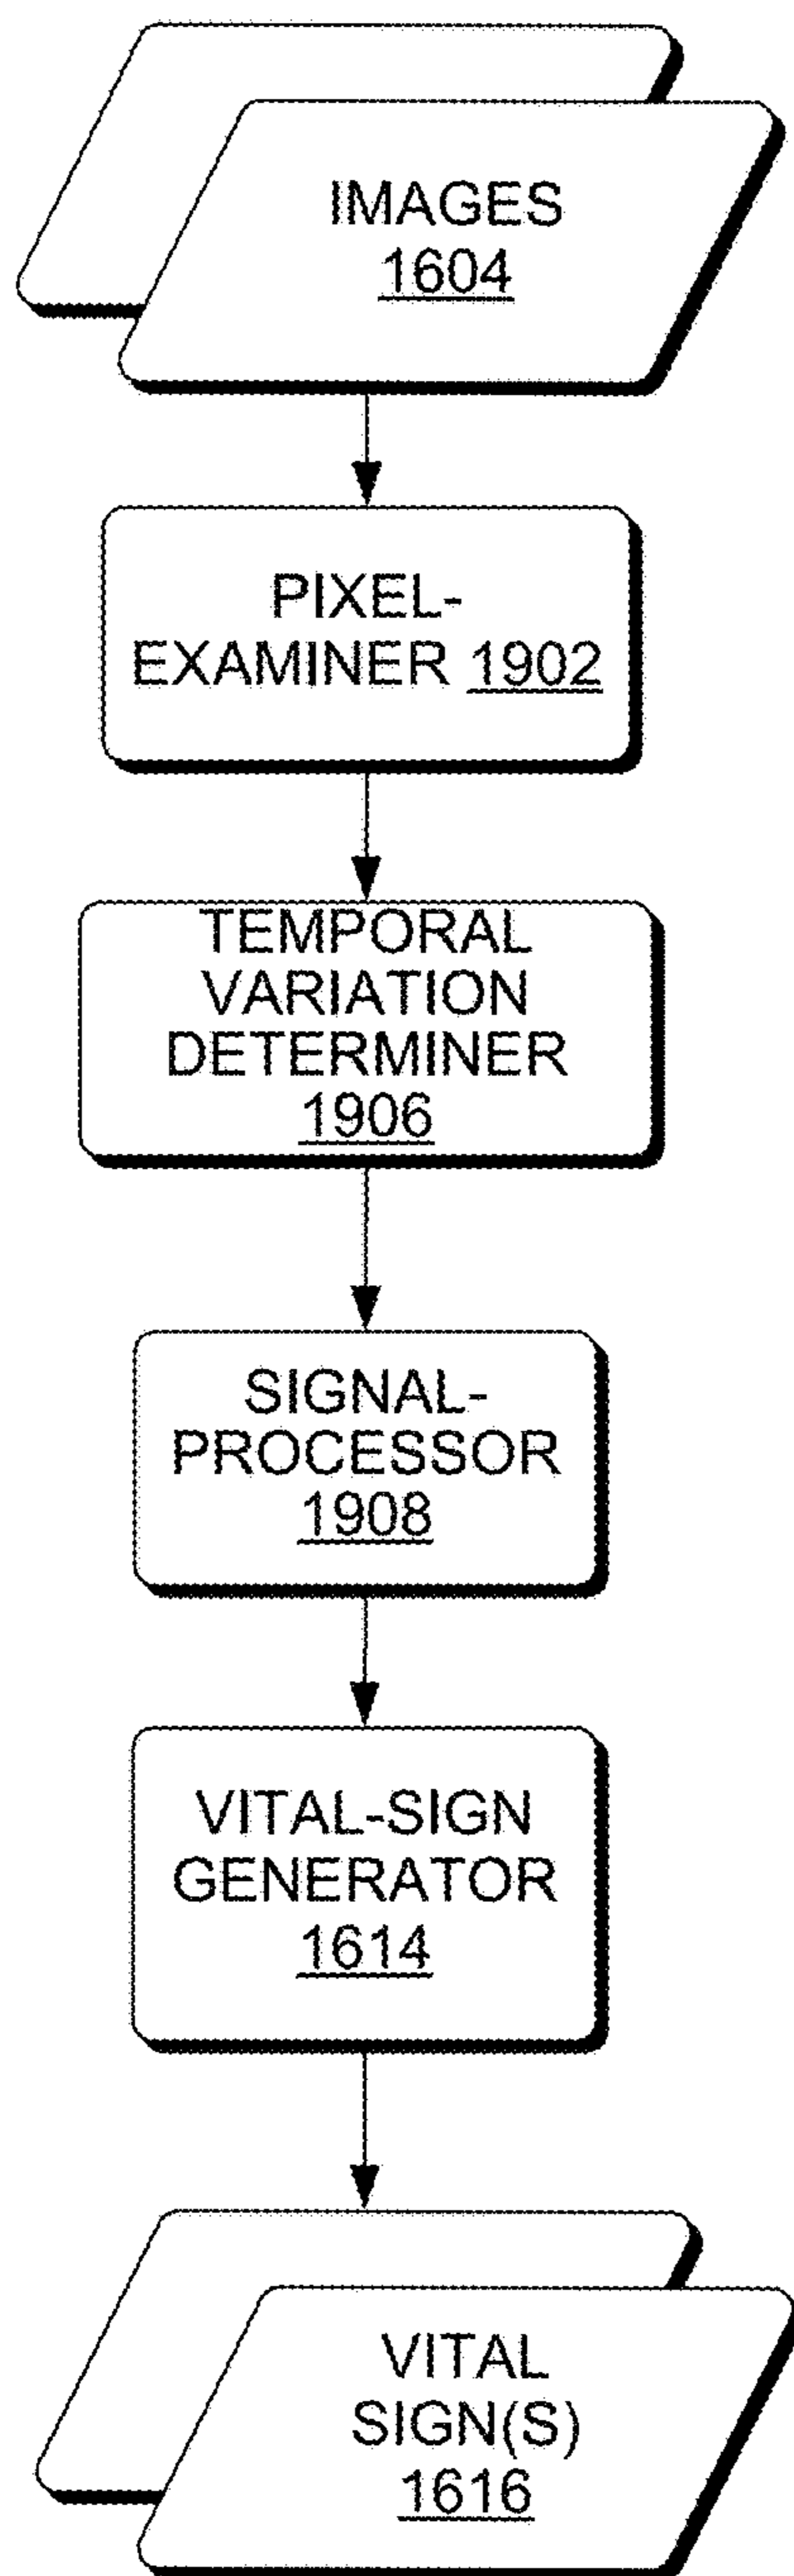 IMAGES
1604
PIXEL-
EXAMINER 1902
TEMPORAL
VARIATION
DETERMINER
1906
SIGNAL-
PROCESSOR
1908
VITAL-SIGN
GENERATOR
1614
VITAL
SIGN(S)
1616